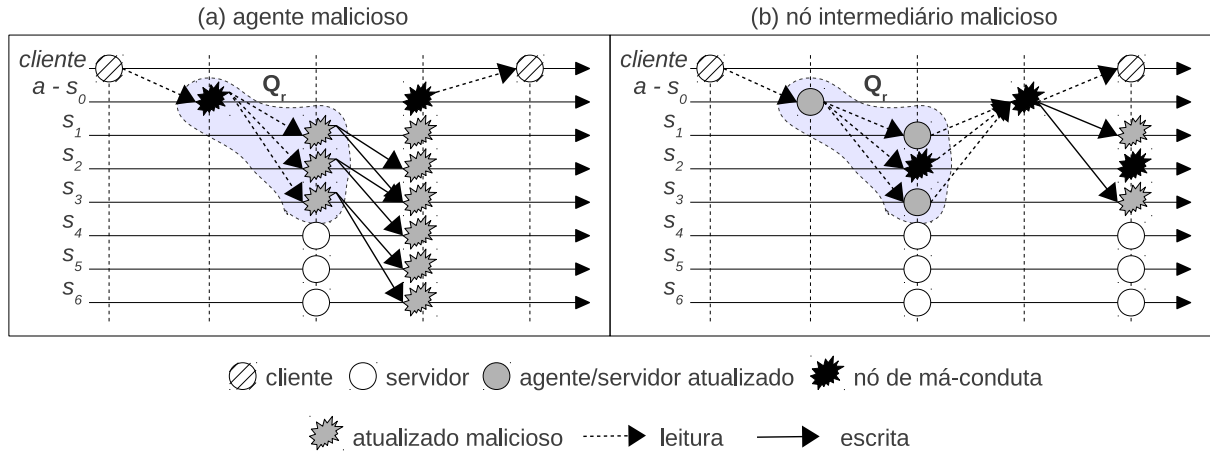 (a) agente malicioso
(b) nó intermediário malicioso
cliente
a - s0
Qr
s1
s2
s3
s4
s5
s6
cliente
a - s0
Qr
s1
s2
s3
s4
s5
s6
cliente
servidor
agente/servidor atualizado
nó de má-conduta
atualizado malicioso
leitura
escrita